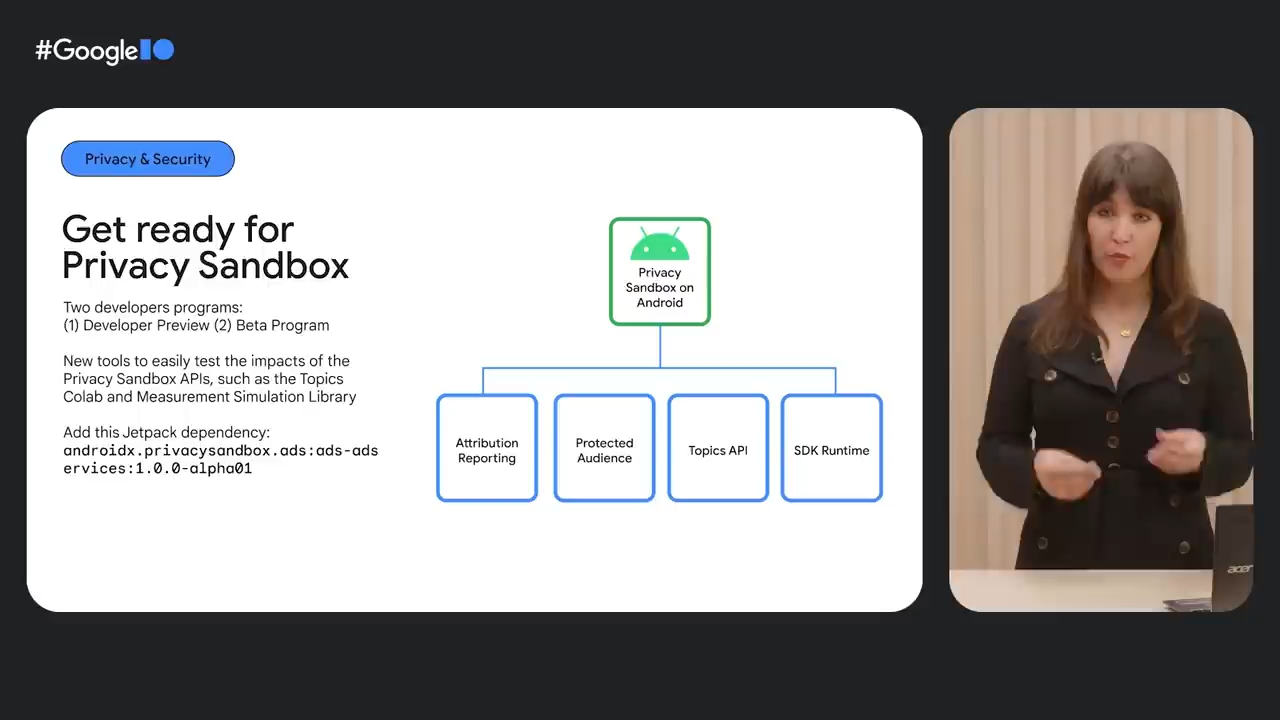 #GoogleIO
Privacy & Security
Get ready for
Privacy Sandbox
Two developers programs:
(1) Developer Preview (2) Beta Program
New tools to easily test the impacts of the
Privacy Sandbox APIs, such as the Topics
Colab and Measurement Simulation Library
Add this Jetpack dependency:
androidx.privacysandbox.ads:ads-ads
ervices:1.0.0-alpha01
Privacy
Sandbox on
Android
Attribution
Reporting
Protected
Audience
Topics API
SDK Runtime
acer